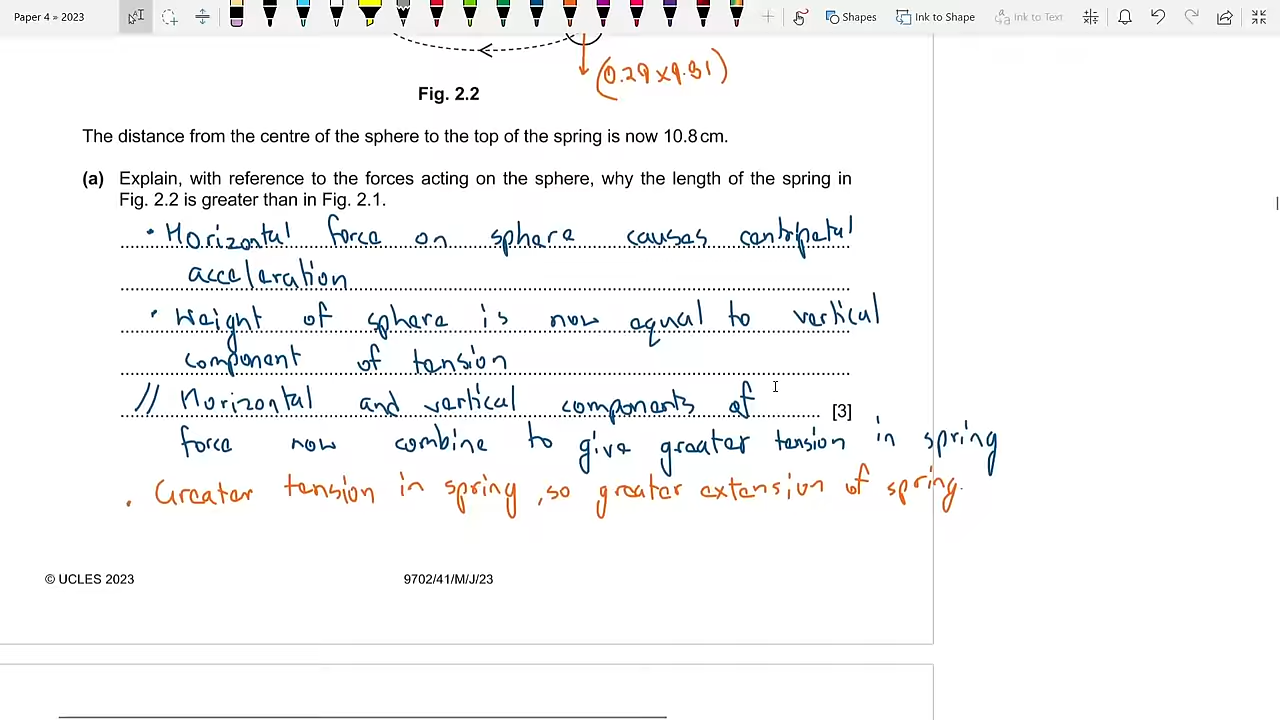 Paper 4 » 2023
Shapes
Ink to Shape
Ink to Text
(0.29×9.81)
Fig. 2.2
The distance from the centre of the sphere to the top of the spring is now 10.8 cm.
(a) Explain, with reference to the forces acting on the sphere, why the length of the spring in
Fig. 2.2 is greater than in Fig. 2.1.
• Horizontal force on sphere causes centripetal
acceleration
• Weight of sphere is now equal to vertical
component of tension
// Horizontal and vertical components of
[3]
force now combine to give greater tension in spring
• Greater tension in spring, so greater extension of spring.
© UCLES 2023
9702/41/M/J/23